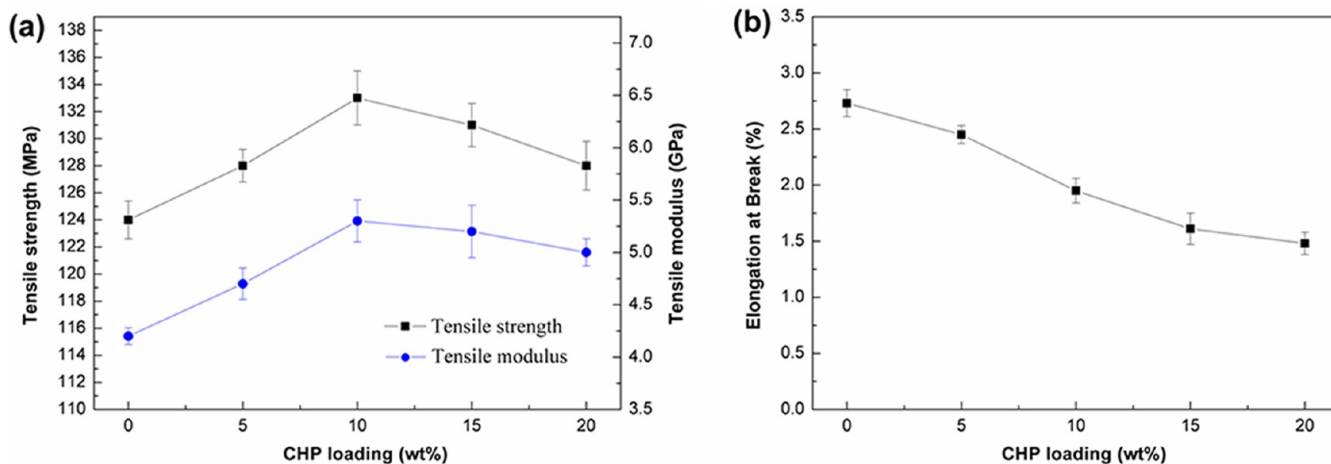 (a)
138
136
134
132
130
128
126
124
122
120
118
116
114
112
110
Tensile strength (MPa)
7.0
6.5
6.0
5.5
5.0
4.5
4.0
3.5
Tensile modulus (GPa)
Tensile strength
Tensile modulus
0 5 10 15 20
CHP loading (wt%)
(b)
3.5
3.0
2.5
2.0
1.5
1.0
0.5
0.0
Elongation at Break (%)
0 5 10 15 20
CHP loading (wt%)